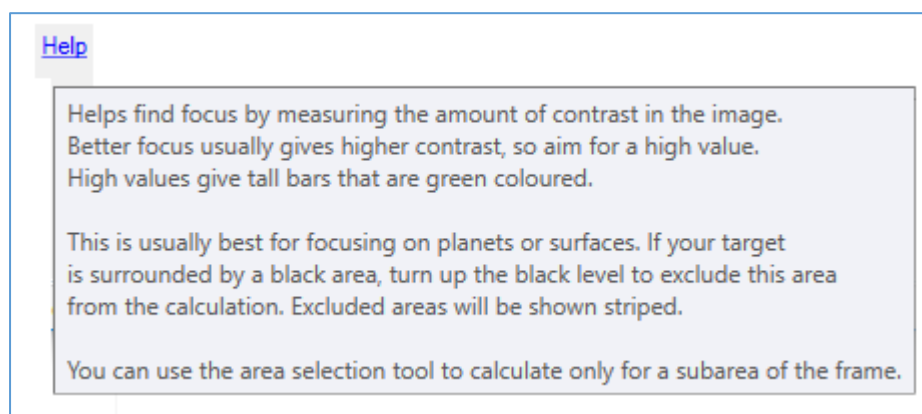 Help
Helps find focus by measuring the amount of contrast in the image.
Better focus usually gives higher contrast, so aim for a high value.
High values give tall bars that are green coloured.
This is usually best for focusing on planets or surfaces. If your target
is surrounded by a black area, turn up the black level to exclude this area
from the calculation. Excluded areas will be shown striped.
You can use the area selection tool to calculate only for a subarea of the frame.